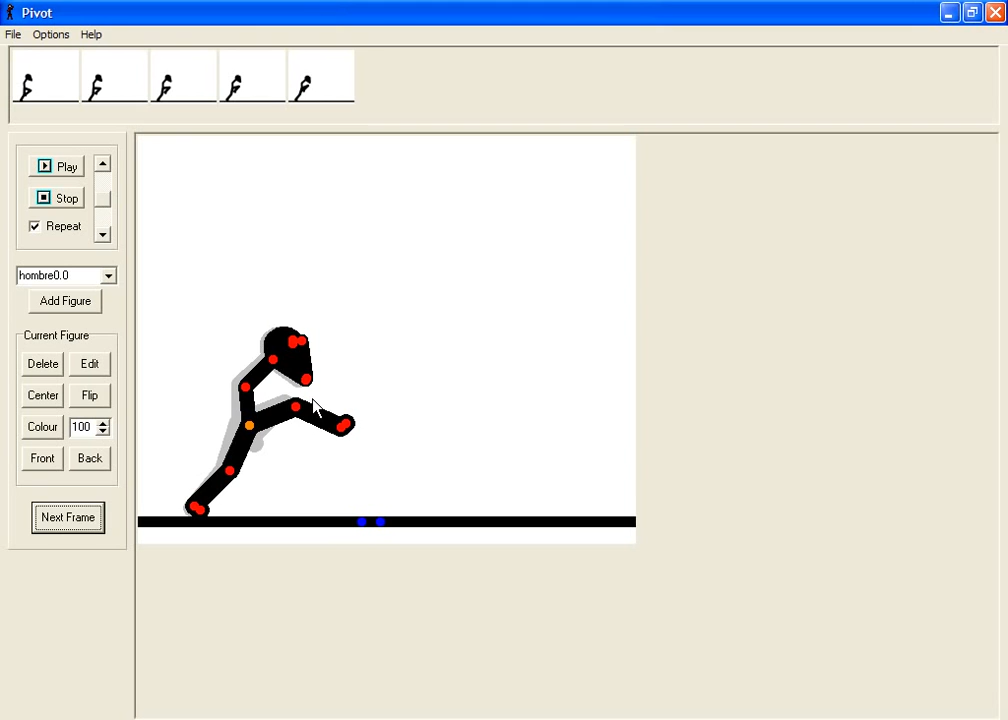 Pivot
File Options Help
Play
Stop
Repeat
hombre0.0
Add Figure
Current Figure
Delete Edit
Center Flip
Colour 100
Front Back
Next Frame